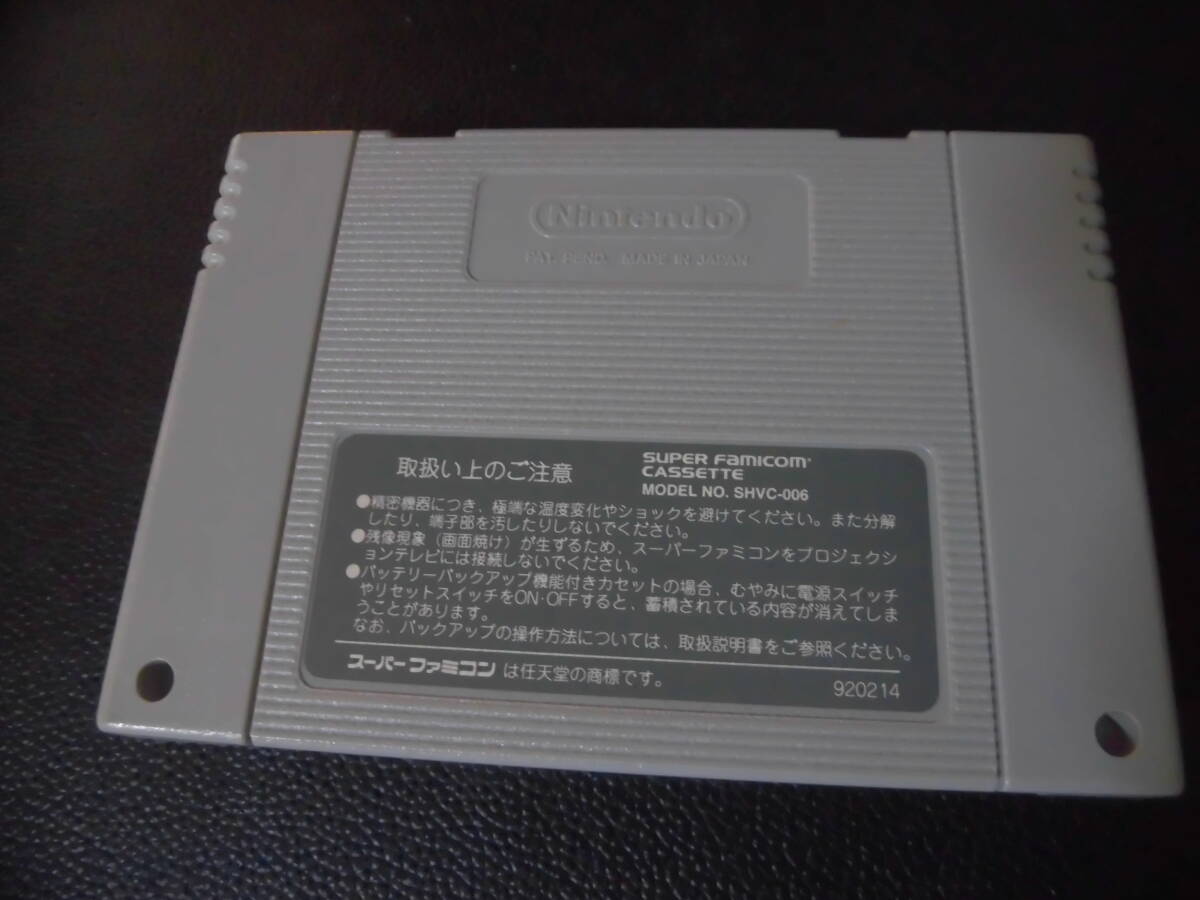 Nintendo
PAT. PEND. MADE IN JAPAN
取扱い上のご注意
SUPER FAMICOM
CASSETTE
MODEL NO. SHVC-006
●精密機器につき、極端な温度変化やショックを避けてください。また分解
したり、端子部を汚したりしないでください。
●残像現象（画面焼け）が生ずるため、スーパーファミコンをプロジェクシ
ョンテレビには接続しないでください。
●バッテリーバックアップ機能付きカセットの場合、むやみに電源スイッチ
やリセットスイッチをON・OFFすると、蓄積されている内容が消えてしま
うことがあります。
なお、バックアップの操作方法については、取扱説明書をご参照ください。
スーパーファミコンは任天堂の商標です。
920214